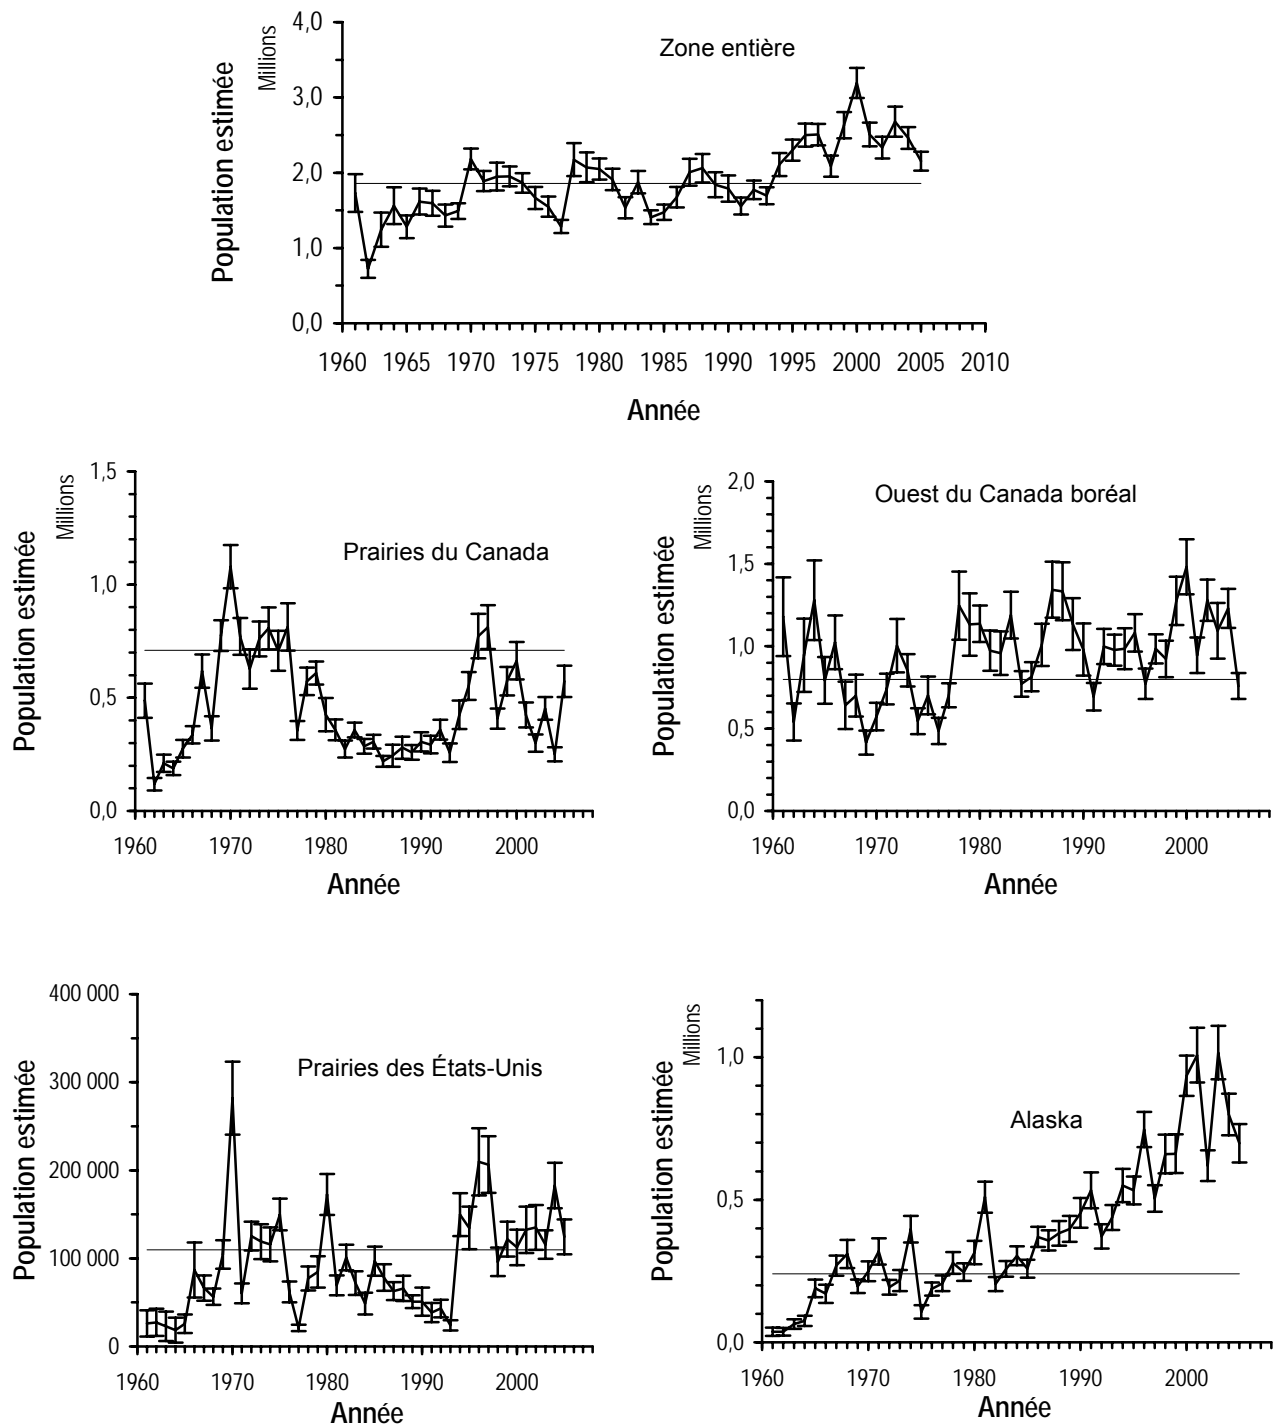 Zone entière
Millions
Population estimée
4,0
3,0
2,0
1,0
0,0
1960 1965 1970 1975 1980 1985 1990 1995 2000 2005 2010
Année
Prairies du Canada
Millions
Population estimée
1,5
1,0
0,5
0,0
1960 1970 1980 1990 2000
Année
Ouest du Canada boréal
Millions
Population estimée
2,0
1,5
1,0
0,5
0,0
1960 1970 1980 1990 2000
Année
Prairies des États-Unis
Population estimée
400 000
300 000
200 000
100 000
0
1960 1970 1980 1990 2000
Année
Alaska
Millions
Population estimée
1,0
0,5
0,0
1960 1970 1980 1990 2000
Année